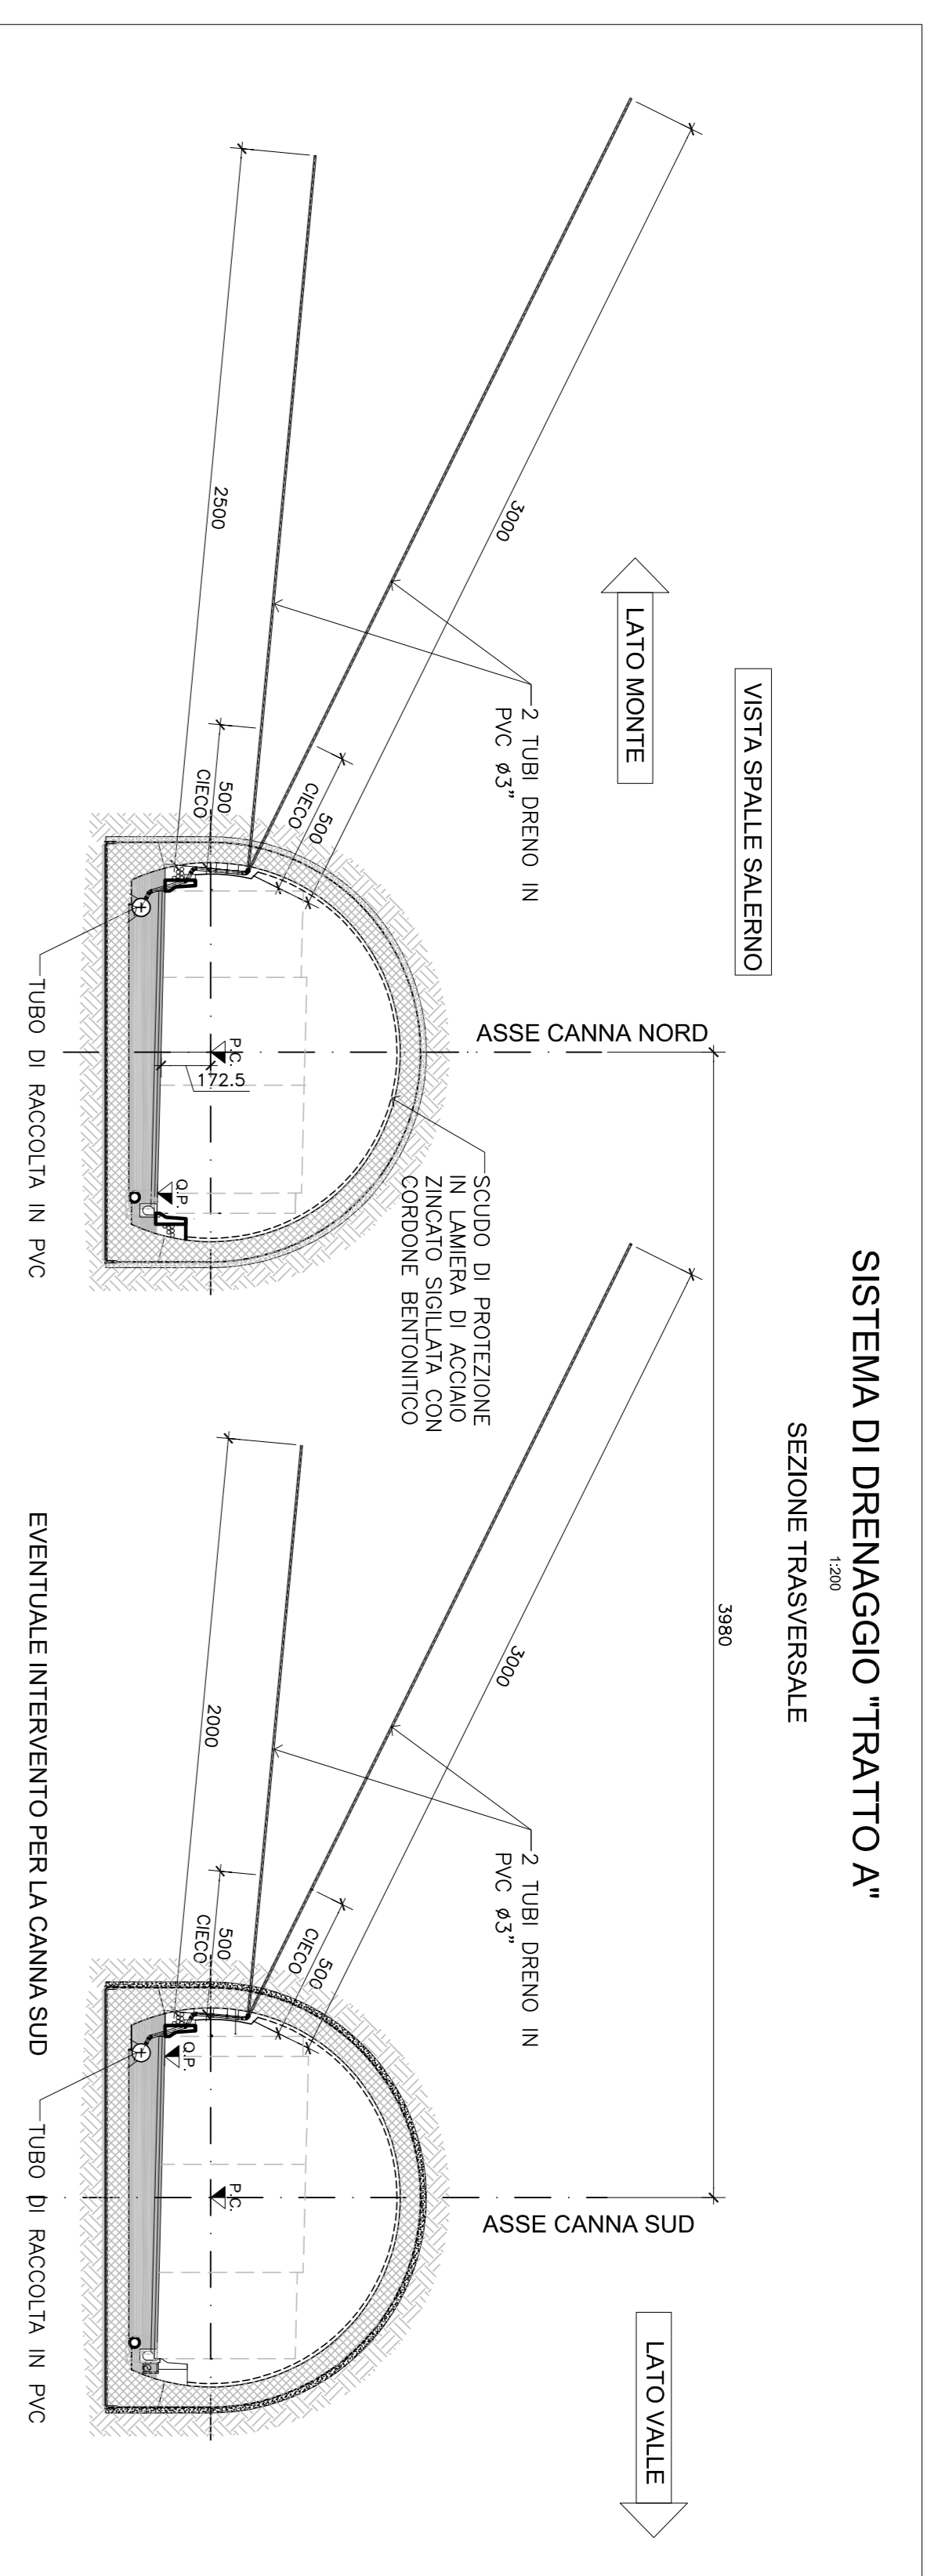 SISTEMA DI DRENAGGIO "TRATTO A"
1:200
SEZIONE TRASVERSALE
VISTA SPALLE SALERNO
LATO MONTE
LATO VALLE
3980
ASSE CANNA NORD
ASSE CANNA SUD
3000
2 TUBI DRENO IN
PVC ø3"
500
CIECO
2500
500
CIECO
SCUDO DI PROTEZIONE
IN LAMIERA DI ACCIAIO
ZINCATO SIGILLATA CON
CORDONE BENTONITICO
P.C.
172.5
Q.P.
TUBO DI RACCOLTA IN PVC
3000
2 TUBI DRENO IN
PVC ø3"
500
CIECO
2000
500
CIECO
Q.P.
P.C.
EVENTUALE INTERVENTO PER LA CANNA SUD
TUBO DI RACCOLTA IN PVC